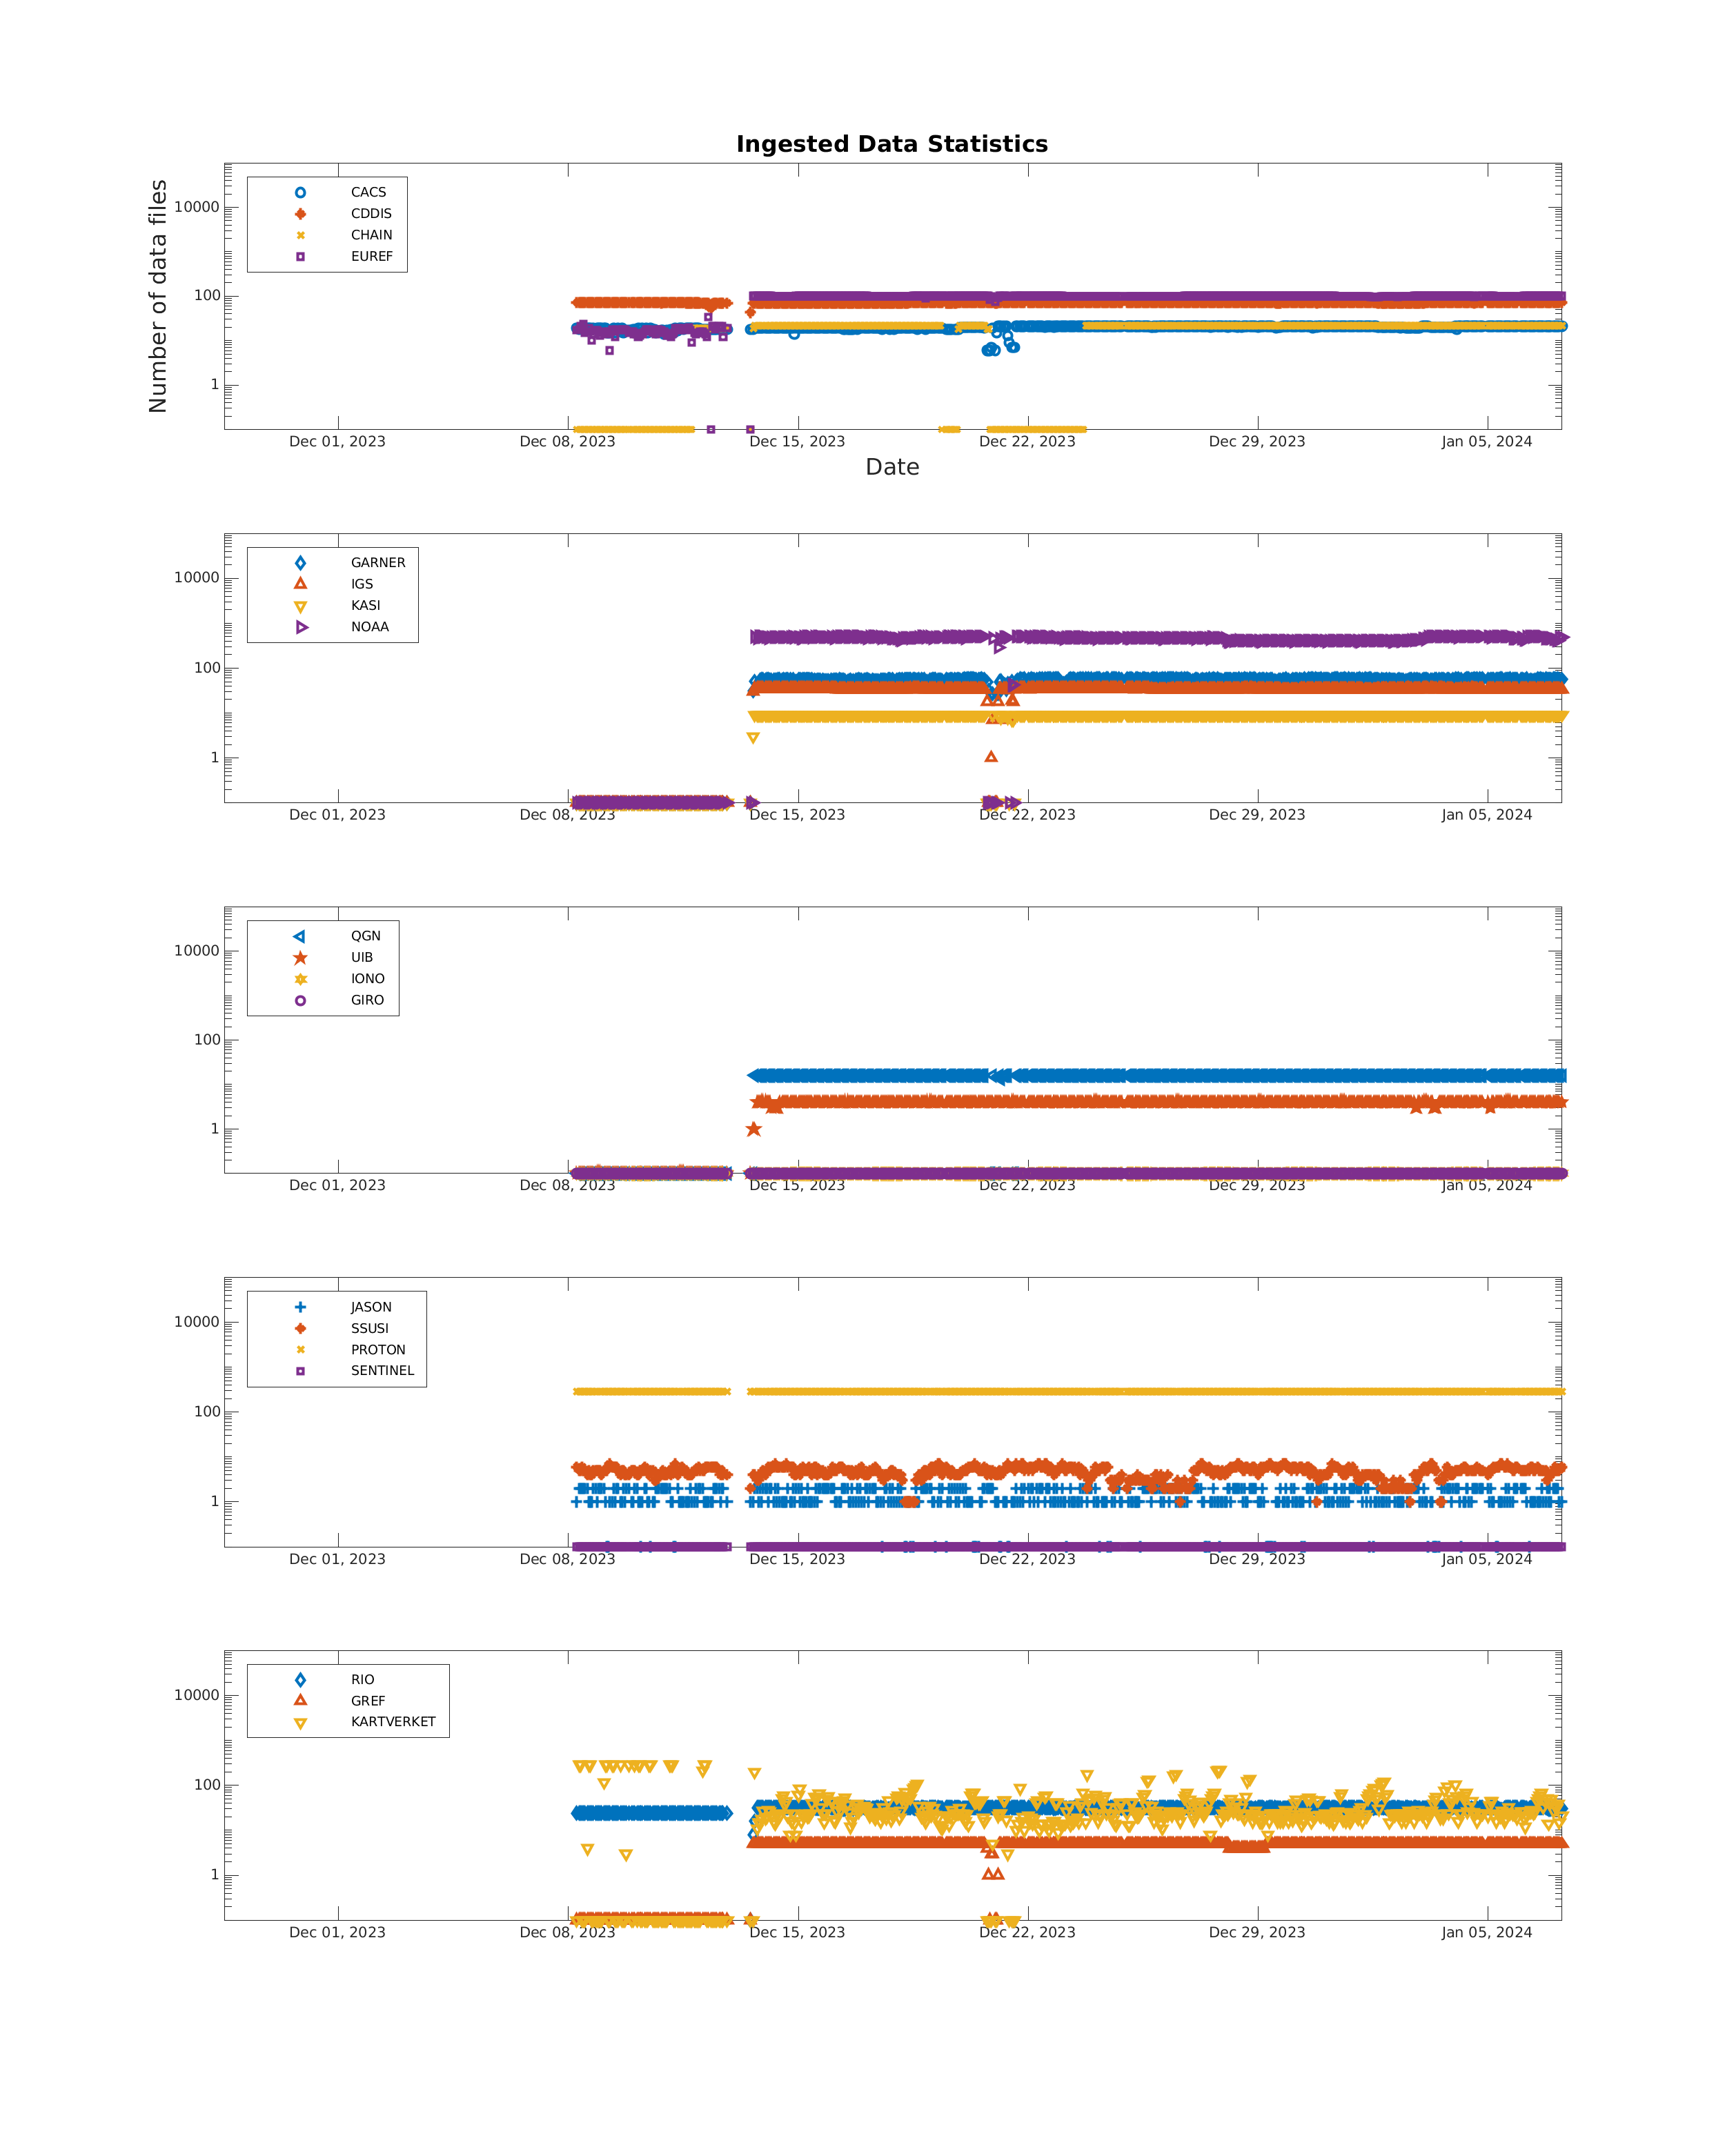 Ingested Data Statistics
Number of data files
10000
100
1
CACS
CDDIS
CHAIN
EUREF
Dec 01, 2023 Dec 08, 2023 Dec 15, 2023 Dec 22, 2023 Dec 29, 2023 Jan 05, 2024
Date
10000
100
1
GARNER
IGS
KASI
NOAA
Dec 01, 2023 Dec 08, 2023 Dec 15, 2023 Dec 22, 2023 Dec 29, 2023 Jan 05, 2024
10000
100
1
QGN
UIB
IONO
GIRO
Dec 01, 2023 Dec 08, 2023 Dec 15, 2023 Dec 22, 2023 Dec 29, 2023 Jan 05, 2024
10000
100
1
JASON
SSUSI
PROTON
SENTINEL
Dec 01, 2023 Dec 08, 2023 Dec 15, 2023 Dec 22, 2023 Dec 29, 2023 Jan 05, 2024
10000
100
1
RIO
GREF
KARTVERKET
Dec 01, 2023 Dec 08, 2023 Dec 15, 2023 Dec 22, 2023 Dec 29, 2023 Jan 05, 2024